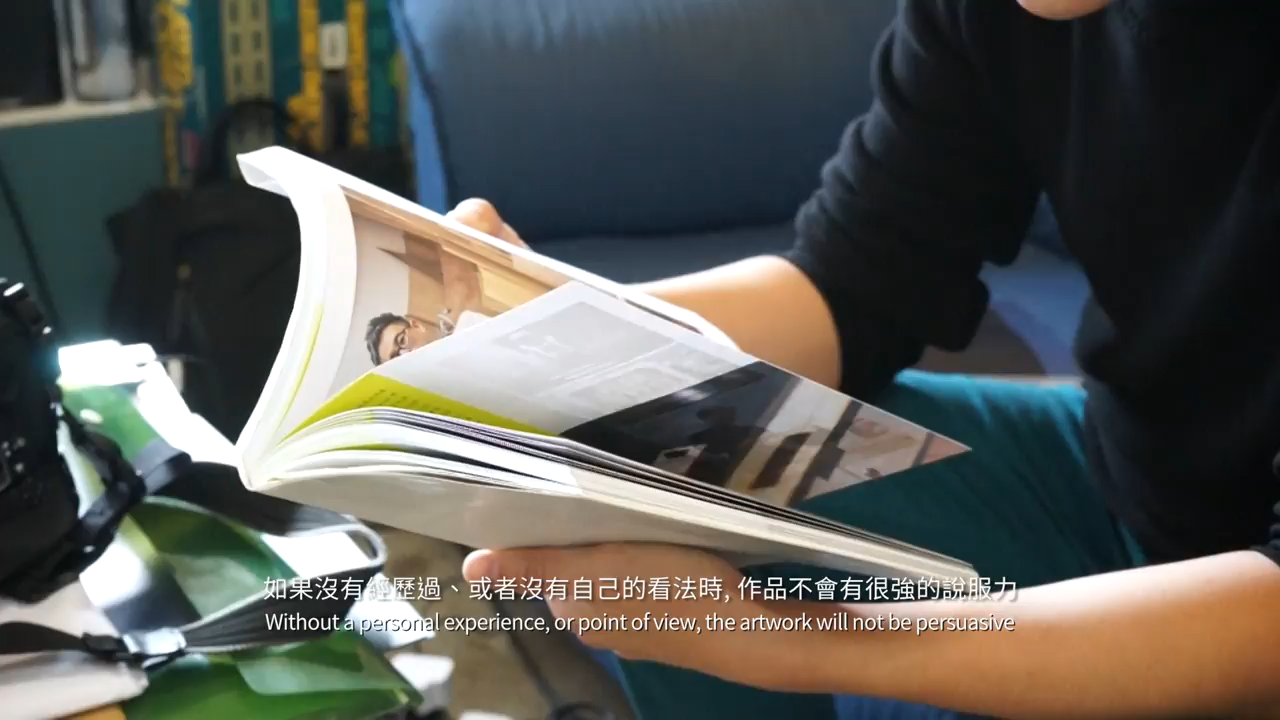 如果沒有經歷過、或者沒有自己的看法時, 作品不會有很強的說服力
Without a personal experience, or point of view, the artwork will not be persuasive